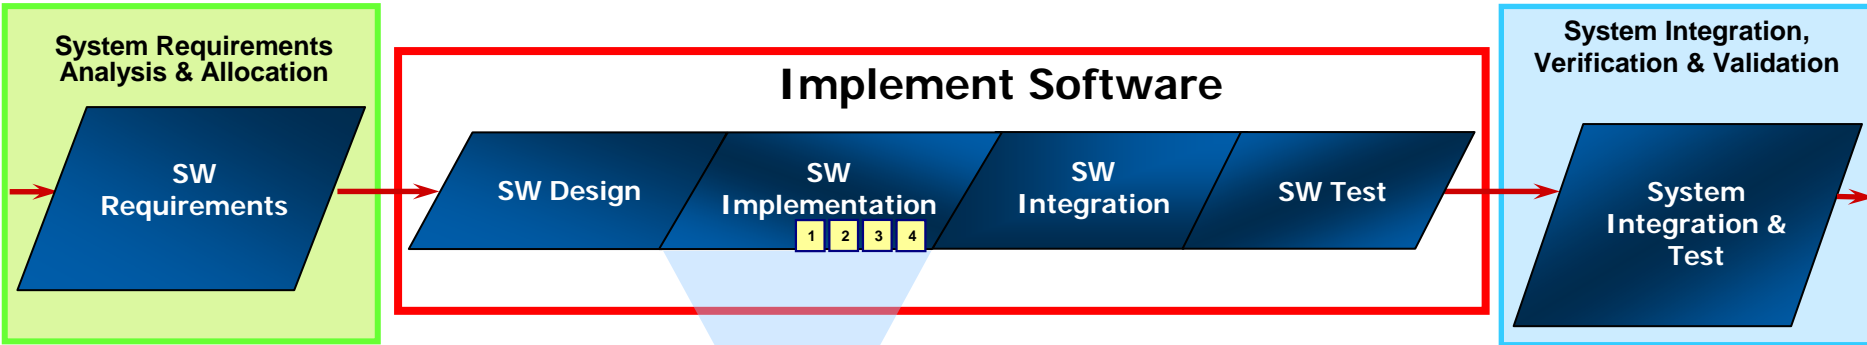 System Requirements
Analysis & Allocation
SW
Requirements
Implement Software
SW Design
SW
Implementation
1 2 3 4
SW
Integration
SW Test
System Integration,
Verification & Validation
System
Integration &
Test